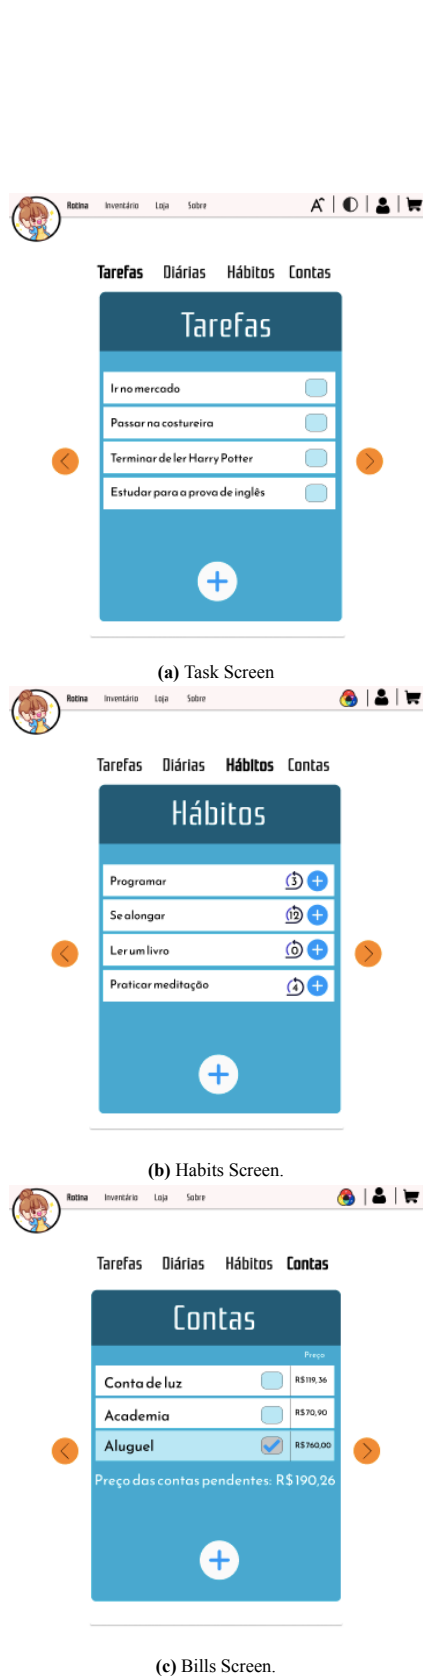 Rotina Inventário Loja Sobre
Tarefas Diárias Hábitos Contas
Tarefas
Ir no mercado
Passar na costureira
Terminar de ler Harry Potter
Estudar para a prova de inglês
(a) Task Screen
Rotina Inventário Loja Sobre
Tarefas Diárias Hábitos Contas
Hábitos
Programar 3
Se alongar 12
Ler um livro 0
Praticar meditação 4
(b) Habits Screen.
Rotina Inventário Loja Sobre
Tarefas Diárias Hábitos Contas
Contas
Preço
Conta de luz R$119,36
Academia R$70,90
Aluguel R$760,00
Preço das contas pendentes: R$190,26
(c) Bills Screen.